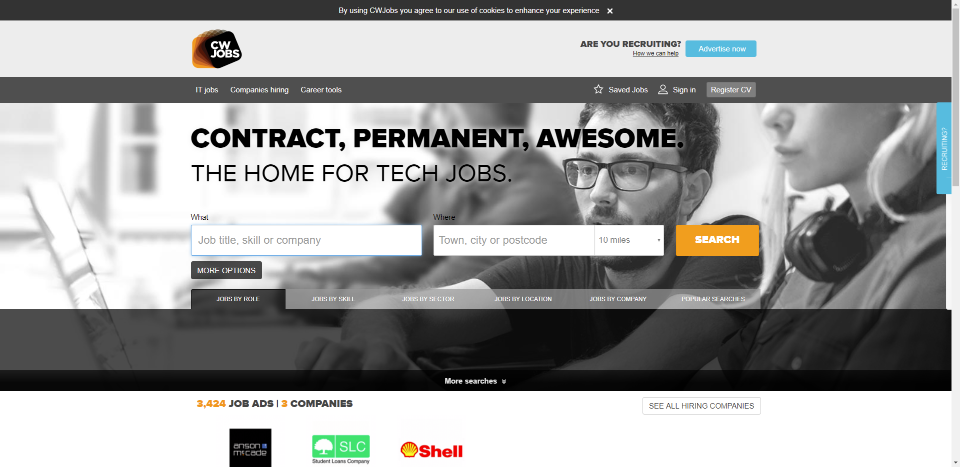 By using CWJobs you agree to our use of cookies to enhance your experience ×
CW
JOBS
ARE YOU RECRUITING?
How we can help
Advertise now
IT jobs Companies hiring Career tools
Saved Jobs Sign in Register CV
CONTRACT, PERMANENT, AWESOME.
THE HOME FOR TECH JOBS.
RECRUITING?
What Where
Job title, skill or company Town, city or postcode 10 miles SEARCH
MORE OPTIONS
JOBS BY ROLE JOBS BY SKILL JOBS BY SECTOR JOBS BY LOCATION JOBS BY COMPANY POPULAR SEARCHES
More searches
3,424 JOB ADS | 3 COMPANIES
SEE ALL HIRING COMPANIES
anson
mccade
SLC
Student Loans Company
Shell